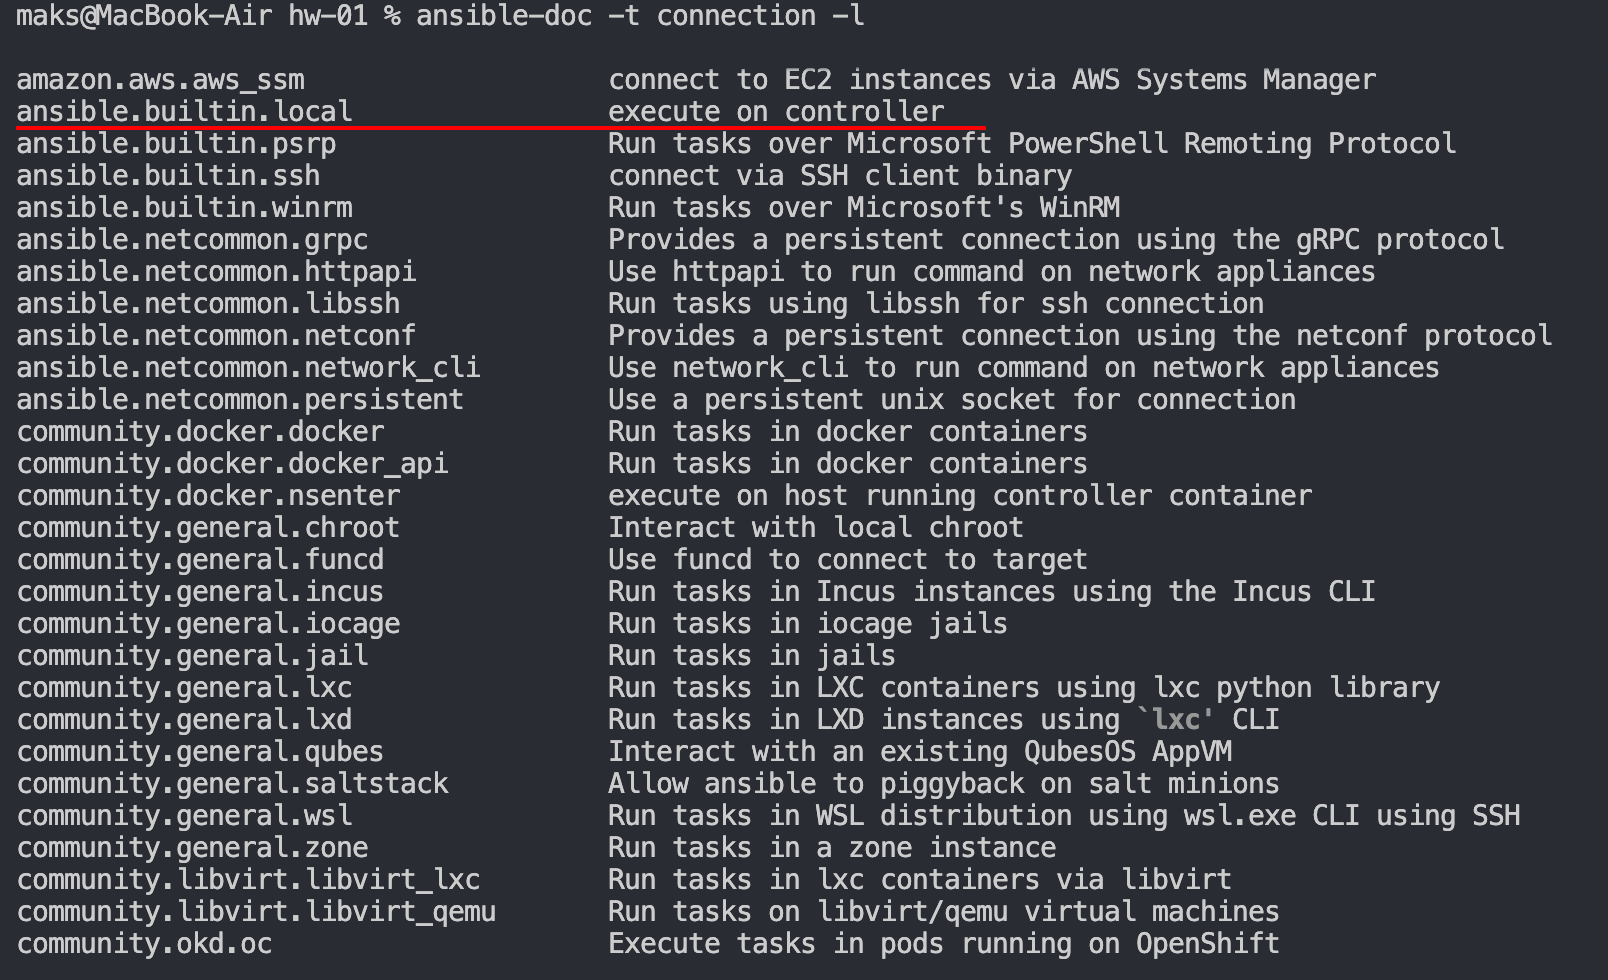 maks@MacBook-Air hw-01 % ansible-doc -t connection -l
amazon.aws.aws_ssm connect to EC2 instances via AWS Systems Manager
ansible.builtin.local execute on controller
ansible.builtin.psrp Run tasks over Microsoft PowerShell Remoting Protocol
ansible.builtin.ssh connect via SSH client binary
ansible.builtin.winrm Run tasks over Microsoft's WinRM
ansible.netcommon.grpc Provides a persistent connection using the gRPC protocol
ansible.netcommon.httpapi Use httpapi to run command on network appliances
ansible.netcommon.libssh Run tasks using libssh for ssh connection
ansible.netcommon.netconf Provides a persistent connection using the netconf protocol
ansible.netcommon.network_cli Use network_cli to run command on network appliances
ansible.netcommon.persistent Use a persistent unix socket for connection
community.docker.docker Run tasks in docker containers
community.docker.docker_api Run tasks in docker containers
community.docker.nsenter execute on host running controller container
community.general.chroot Interact with local chroot
community.general.funcd Use funcd to connect to target
community.general.incus Run tasks in Incus instances using the Incus CLI
community.general.iocage Run tasks in iocage jails
community.general.jail Run tasks in jails
community.general.lxc Run tasks in LXC containers using lxc python library
community.general.lxd Run tasks in LXD instances using `lxc' CLI
community.general.qubes Interact with an existing QubesOS AppVM
community.general.saltstack Allow ansible to piggyback on salt minions
community.general.wsl Run tasks in WSL distribution using wsl.exe CLI using SSH
community.general.zone Run tasks in a zone instance
community.libvirt.libvirt_lxc Run tasks in lxc containers via libvirt
community.libvirt.libvirt_qemu Run tasks on libvirt/qemu virtual machines
community.okd.oc Execute tasks in pods running on OpenShift